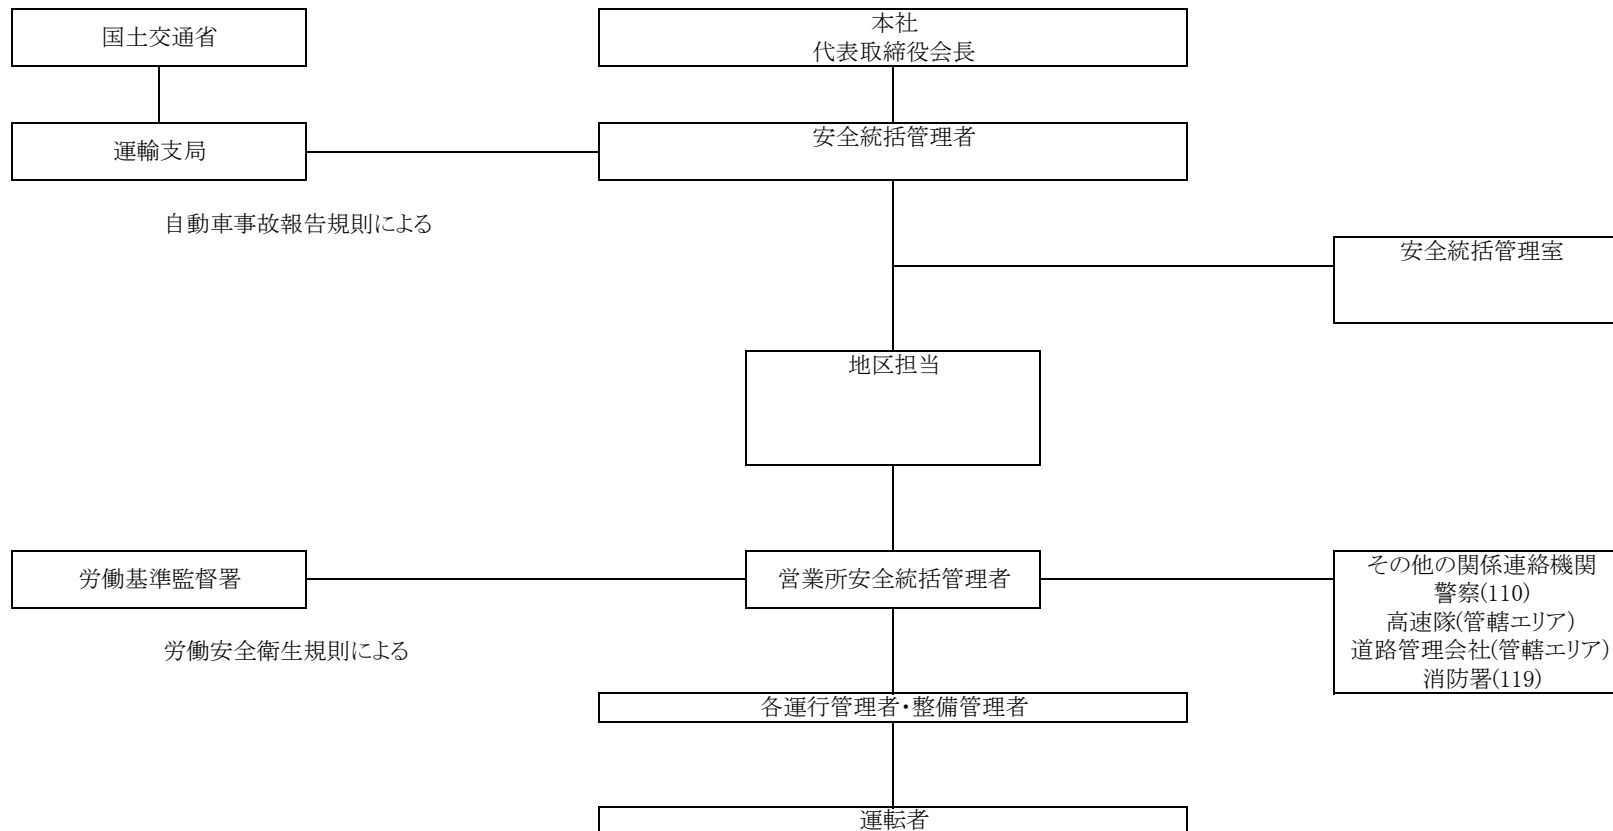 国土交通省
本社
代表取締役会長
運輸支局
安全統括管理者
自動車事故報告規則による
安全統括管理室
地区担当
労働基準監督署
営業所安全統括管理者
その他の関係連絡機関
警察(110)
高速隊(管轄エリア)
道路管理会社(管轄エリア)
消防署(119)
労働安全衛生規則による
各運行管理者・整備管理者
運転者